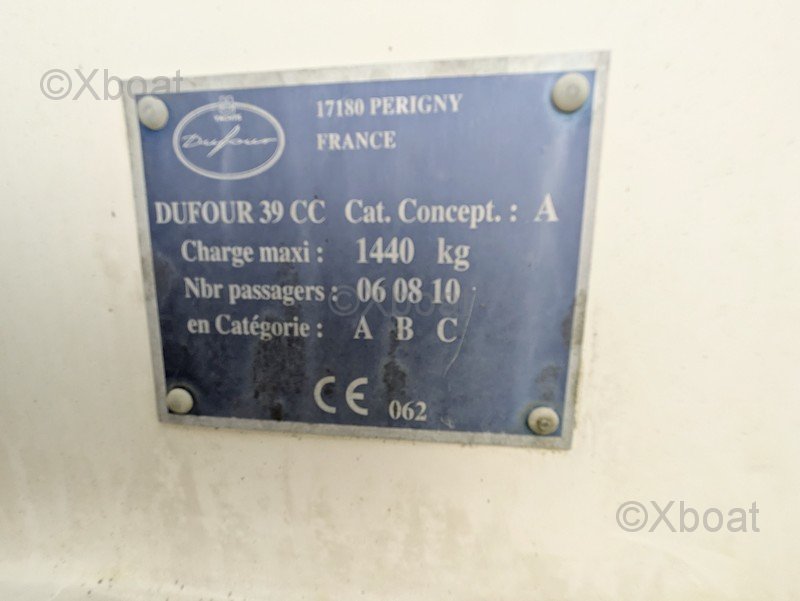 ©Xboat
Dufour
17180 PERIGNY
FRANCE
DUFOUR 39 CC Cat. Concept. : A
Charge maxi : 1440 kg
Nbr passagers : 06 08 10
©Xboat
en Catégorie : A B C
CE 062
©Xboat